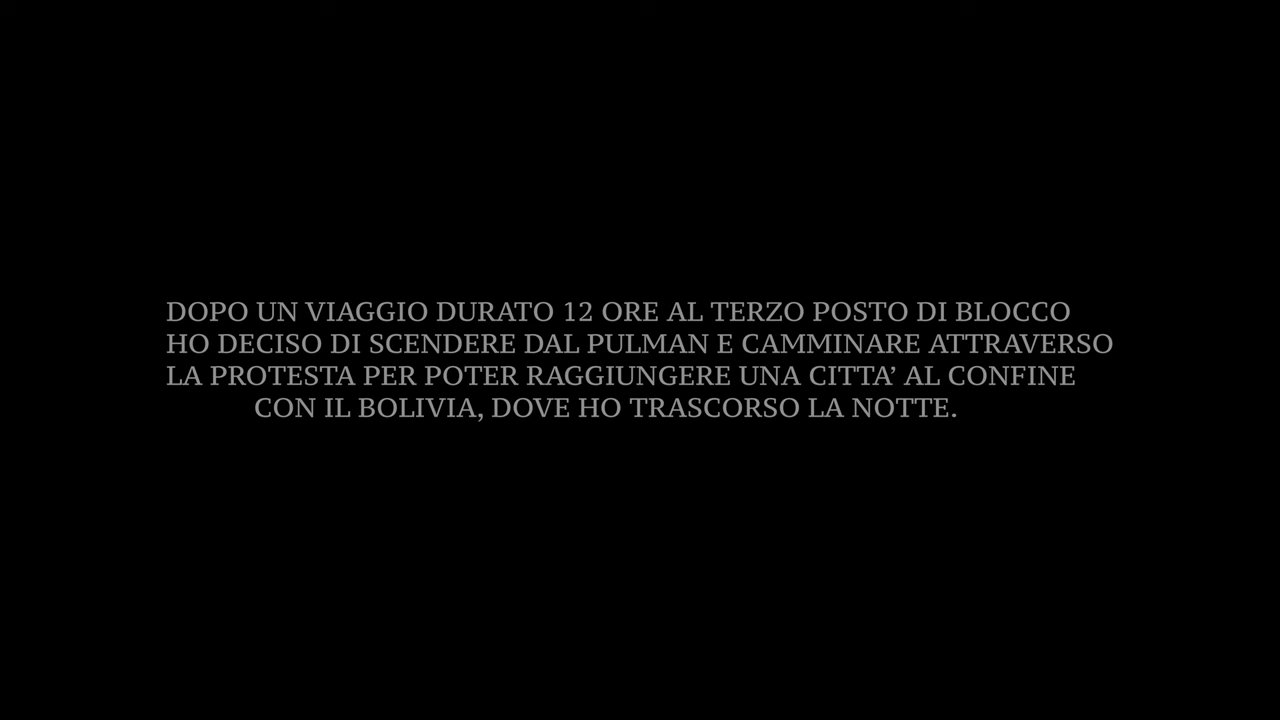 DOPO UN VIAGGIO DURATO 12 ORE AL TERZO POSTO DI BLOCCO
HO DECISO DI SCENDERE DAL PULMAN E CAMMINARE ATTRAVERSO
LA PROTESTA PER POTER RAGGIUNGERE UNA CITTA’ AL CONFINE
CON IL BOLIVIA, DOVE HO TRASCORSO LA NOTTE.